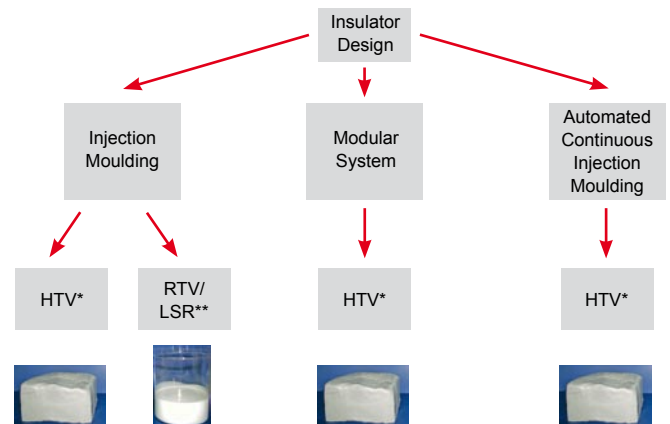 Insulator
Design
Injection
Moulding
Modular
System
Automated
Continuous
Injection
Moulding
HTV*
RTV/
LSR**
HTV*
HTV*